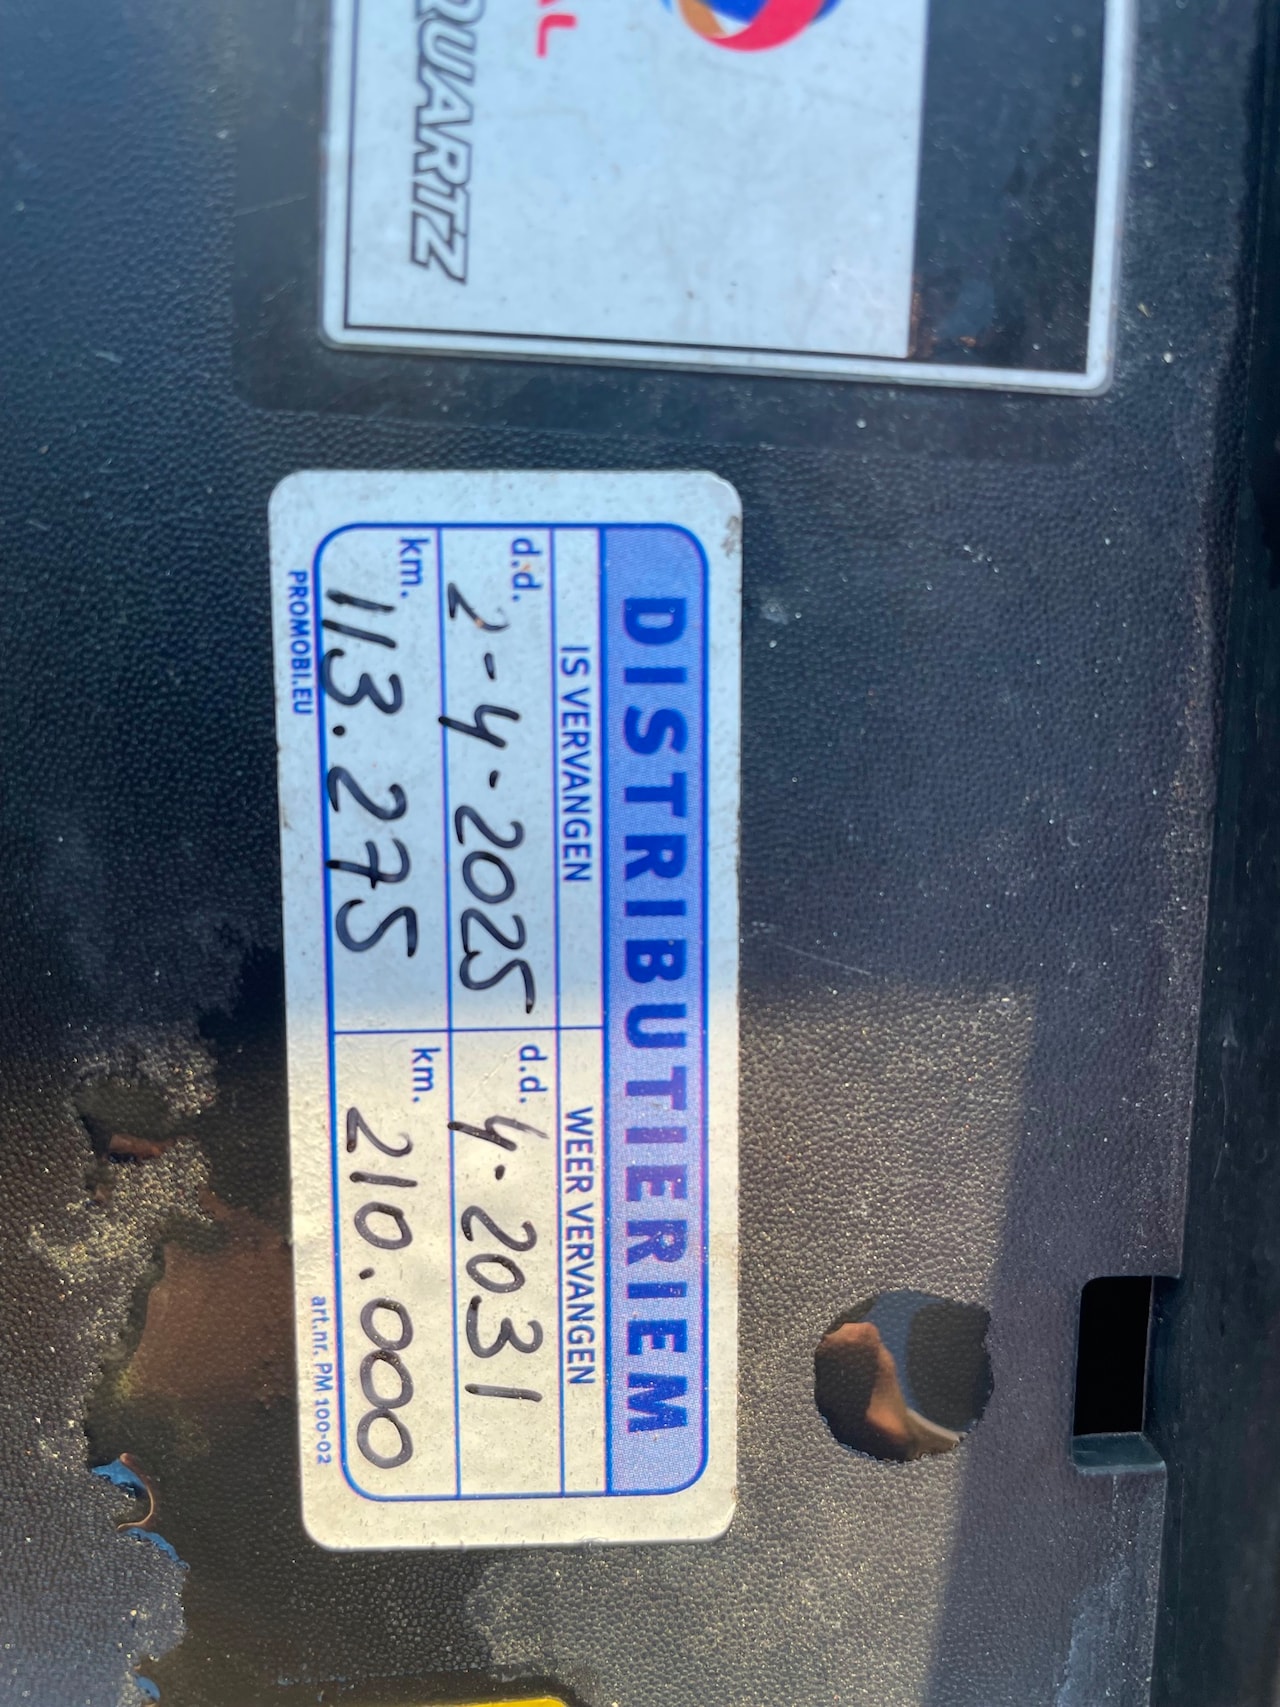 AL
QUARTZ
DISTRIBUTIERIEM
IS VERVANGEN WEER VERVANGEN
d.d. 2-4-2025 d.d. 4.2031
km. 113.275 km. 210.000
PROMOBI.EU art.nr. PM 100-02